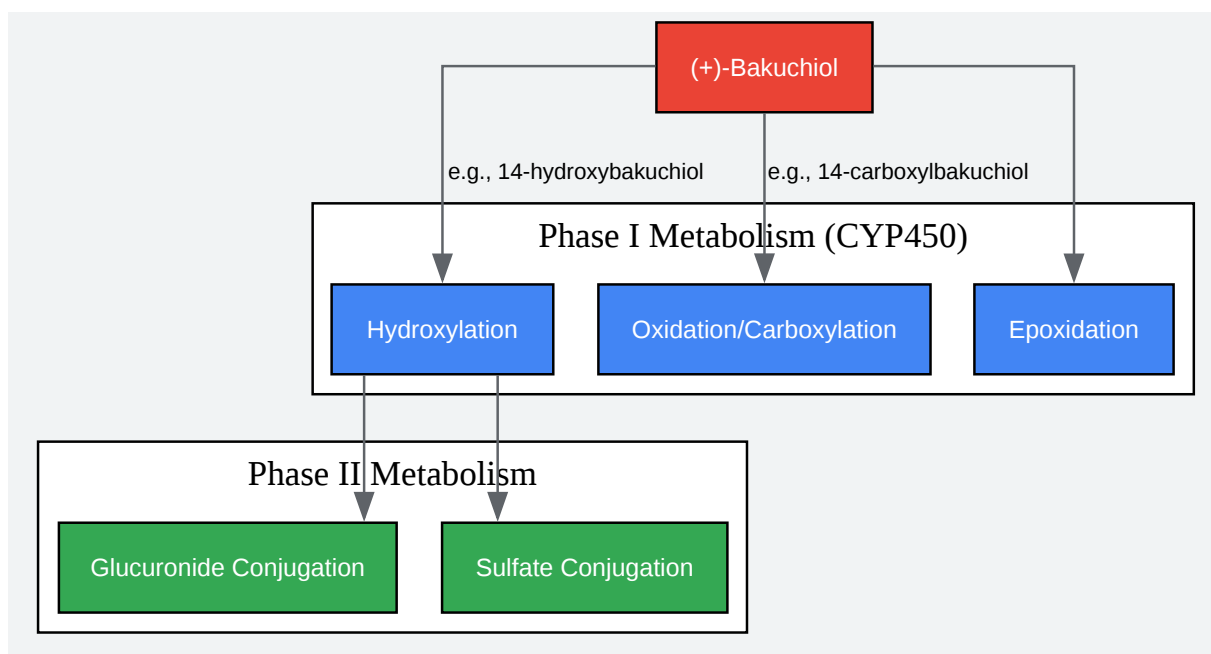 (+)-Bakuchiol
e.g., 14-hydroxybakuchiol
e.g., 14-carboxylbakuchiol
Phase I Metabolism (CYP450)
Hydroxylation
Oxidation/Carboxylation
Epoxidation
Phase II Metabolism
Glucuronide Conjugation
Sulfate Conjugation